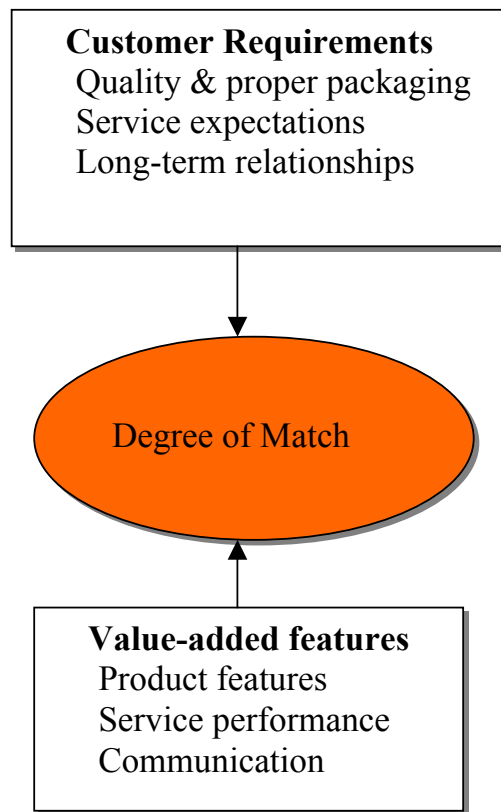 Customer Requirements
Quality & proper packaging
Service expectations
Long-term relationships
Degree of Match
Value-added features
Product features
Service performance
Communication